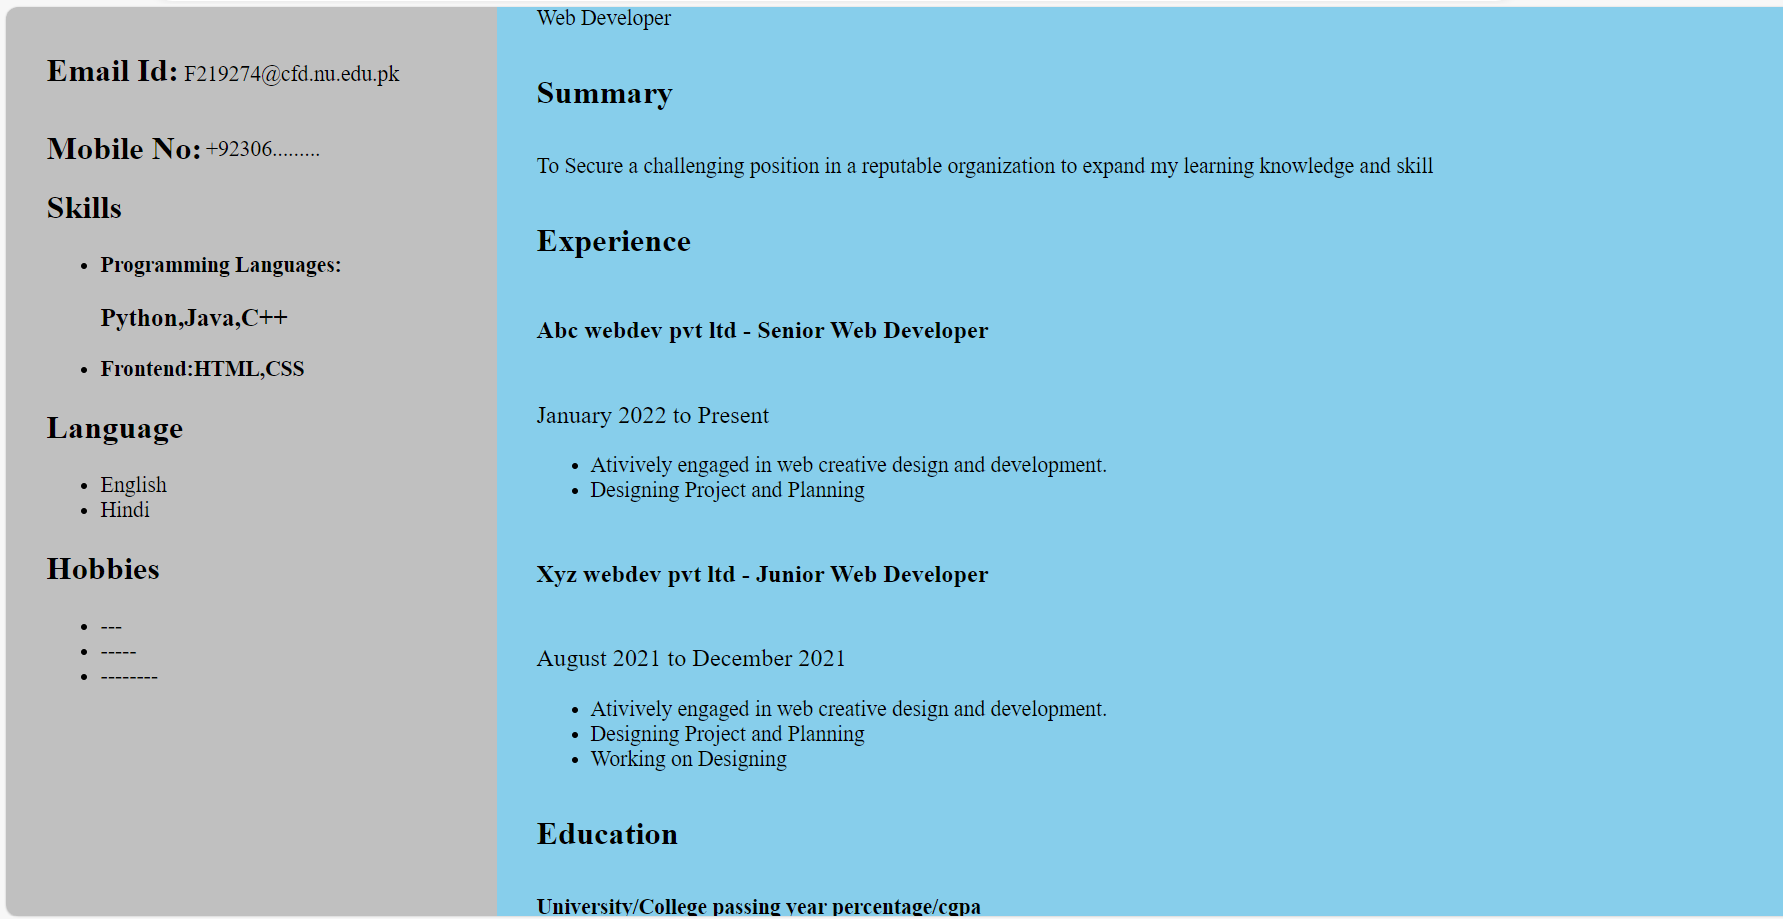 Email Id: F219274@cfd.nu.edu.pk
Mobile No: +92306.........
Skills
Programming Languages:
Python,Java,C++
Frontend:HTML,CSS
Language
English
Hindi
Hobbies
---
-----
--------
Web Developer
Summary
To Secure a challenging position in a reputable organization to expand my learning knowledge and skill
Experience
Abc webdev pvt ltd - Senior Web Developer
January 2022 to Present
Ativively engaged in web creative design and development.
Designing Project and Planning
Xyz webdev pvt ltd - Junior Web Developer
August 2021 to December 2021
Ativively engaged in web creative design and development.
Designing Project and Planning
Working on Designing
Education
University/College passing year percentage/cgpa